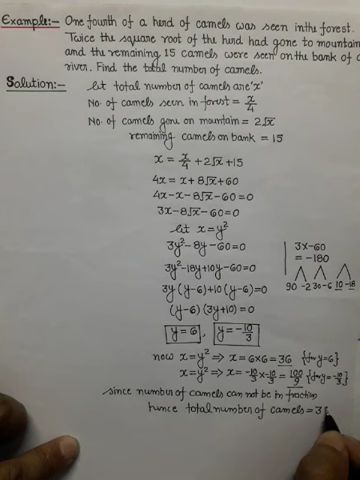 Example:- One fourth of a herd of camels was seen in the forest.
Twice the square root of the herd had gone to mountain
and the remaining 15 camels were seen on the bank of a
river. Find the total number of camels.
Solution:- let total number of camels are 'x'
No. of camels seen in forest = x/4
No. of camels gone on mountain = 2√x
remaining camels on bank = 15
x = x/4 + 2√x + 15
4x = x + 8√x + 60
4x - x - 8√x - 60 = 0
3x - 8√x - 60 = 0
let x = y²
3y² - 8y - 60 = 0
3y² - 18y + 10y - 60 = 0
3y (y-6) + 10 (y-6) = 0
(y-6) (3y+10) = 0
y = 6, y = -10/3
3x-60
= -180
90 -2 30 -6 10 -18
now x = y² ⇒ x = 6×6 = 36 {for y=6}
x = y² ⇒ x = -10/3 × -10/3 = 100/9 {for y = -10/3}
since number of camels can not be in fraction
hence total number of camels = 3